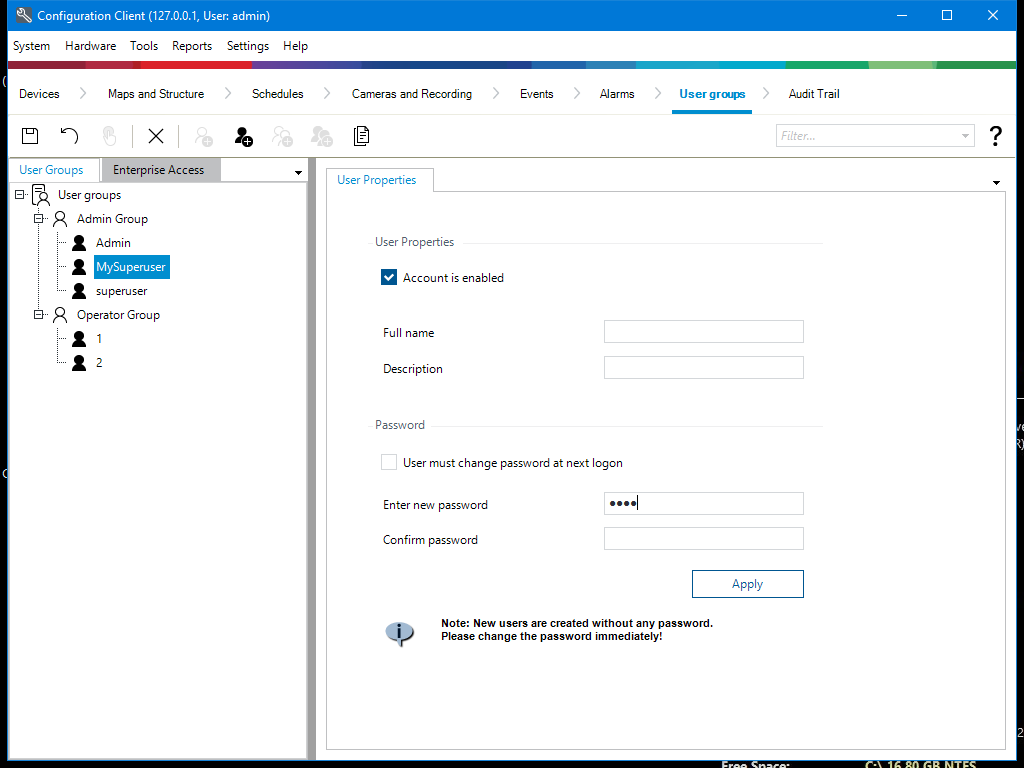 Configuration Client (127.0.0.1, User: admin)
System Hardware Tools Reports Settings Help
Devices Maps and Structure Schedules Cameras and Recording Events Alarms User groups Audit Trail
Filter...
User Groups Enterprise Access
User groups
Admin Group
Admin
MySuperuser
superuser
Operator Group
1
2
User Properties
User Properties
Account is enabled
Full name
Description
Password
User must change password at next logon
Enter new password ••••
Confirm password
Apply
Note: New users are created without any password.
Please change the password immediately!
Free Space: C:\ 16.80 GB NTFS